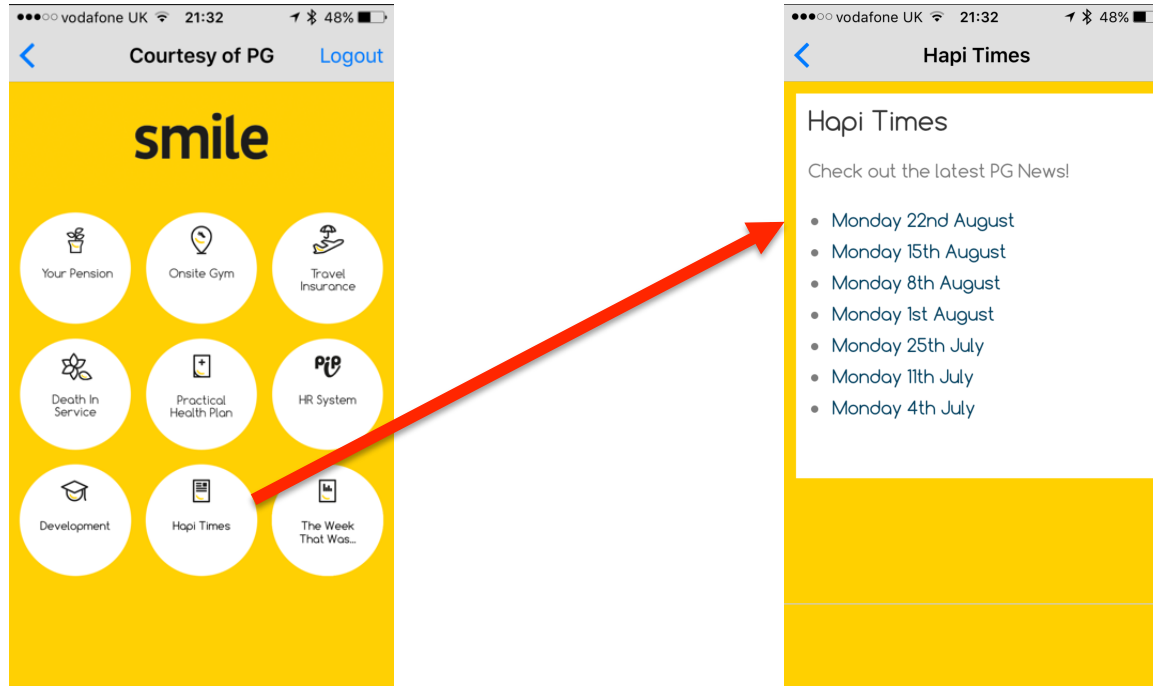 vodafone UK 21:32 48%
Courtesy of PG Logout
smile
Your Pension
Onsite Gym
Travel
Insurance
Death In
Service
Practical
Health Plan
PiP
HR System
Development
Hapi Times
The Week
That Was...
vodafone UK 21:32 48%
Hapi Times
Hapi Times
Check out the latest PG News!
• Monday 22nd August
• Monday 15th August
• Monday 8th August
• Monday 1st August
• Monday 25th July
• Monday 11th July
• Monday 4th July